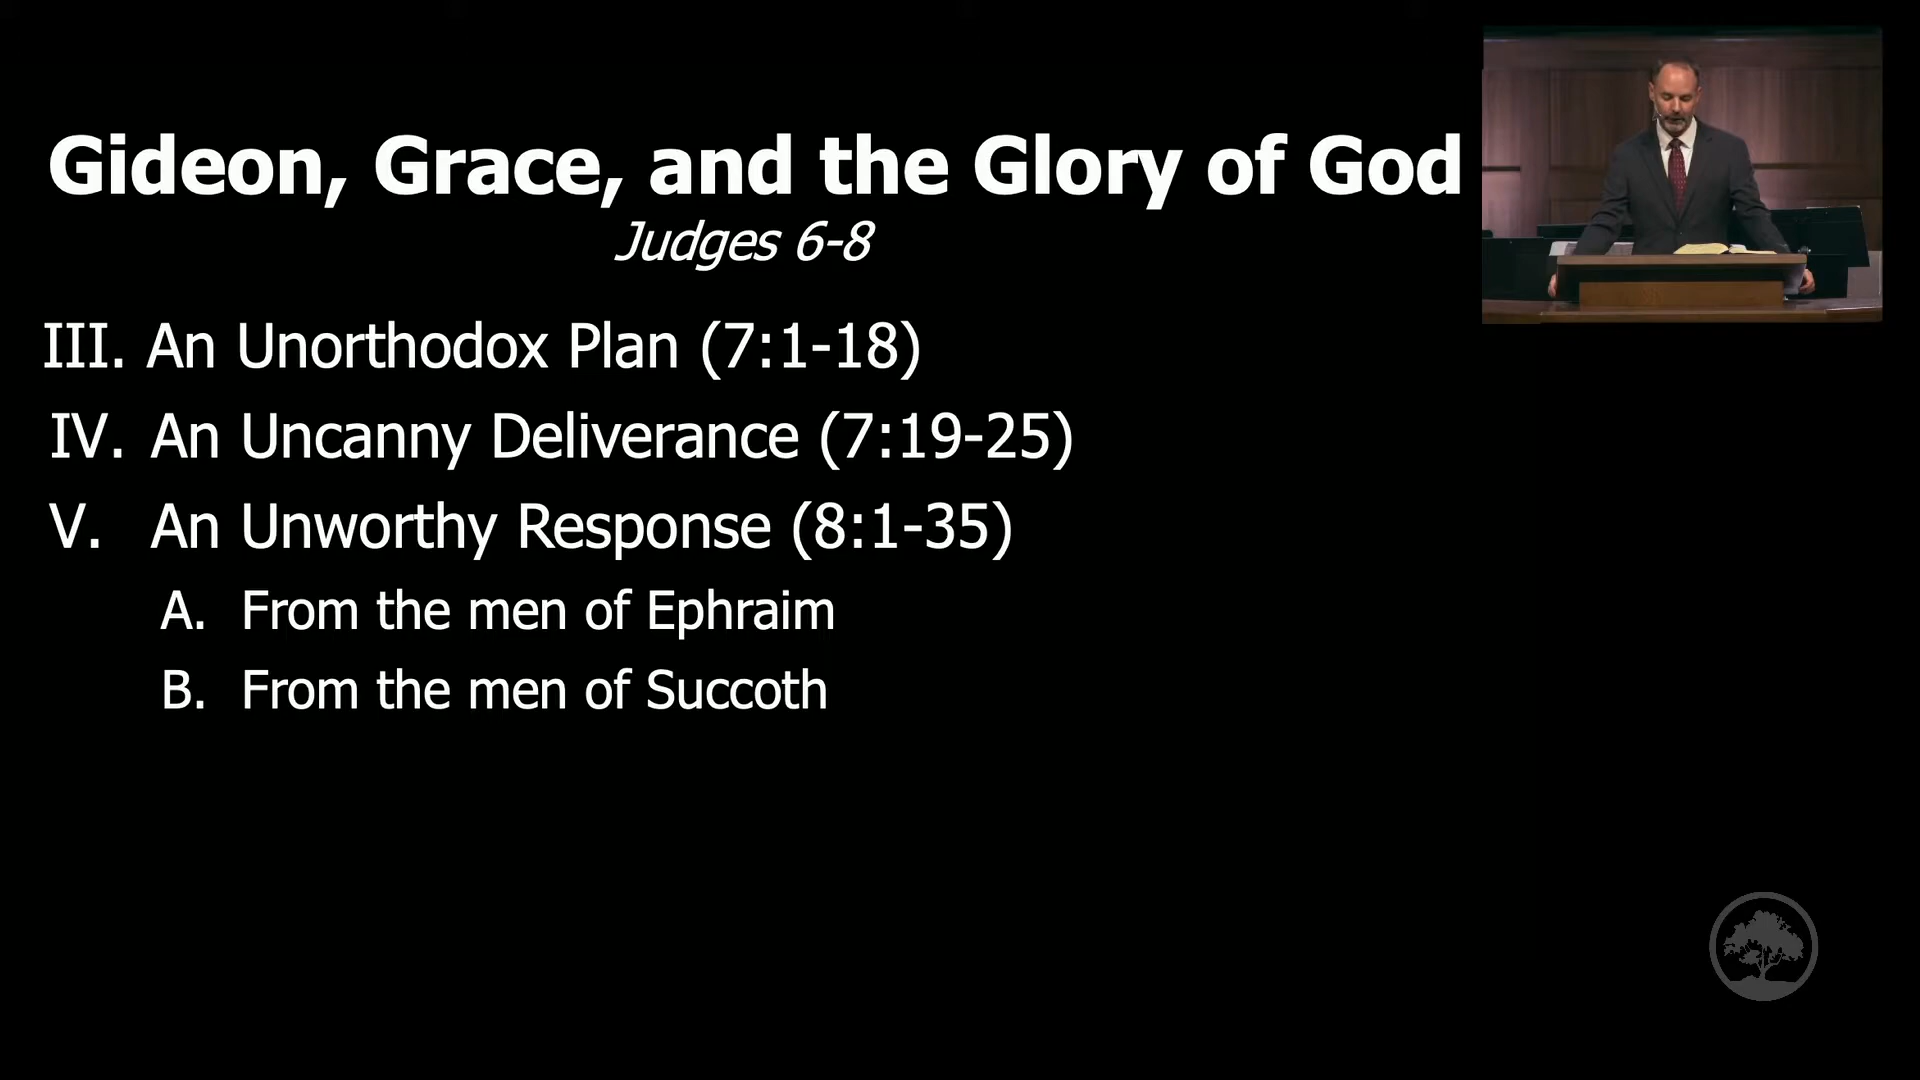 Gideon, Grace, and the Glory of God
Judges 6-8
III. An Unorthodox Plan (7:1-18)
IV. An Uncanny Deliverance (7:19-25)
V. An Unworthy Response (8:1-35)
A. From the men of Ephraim
B. From the men of Succoth